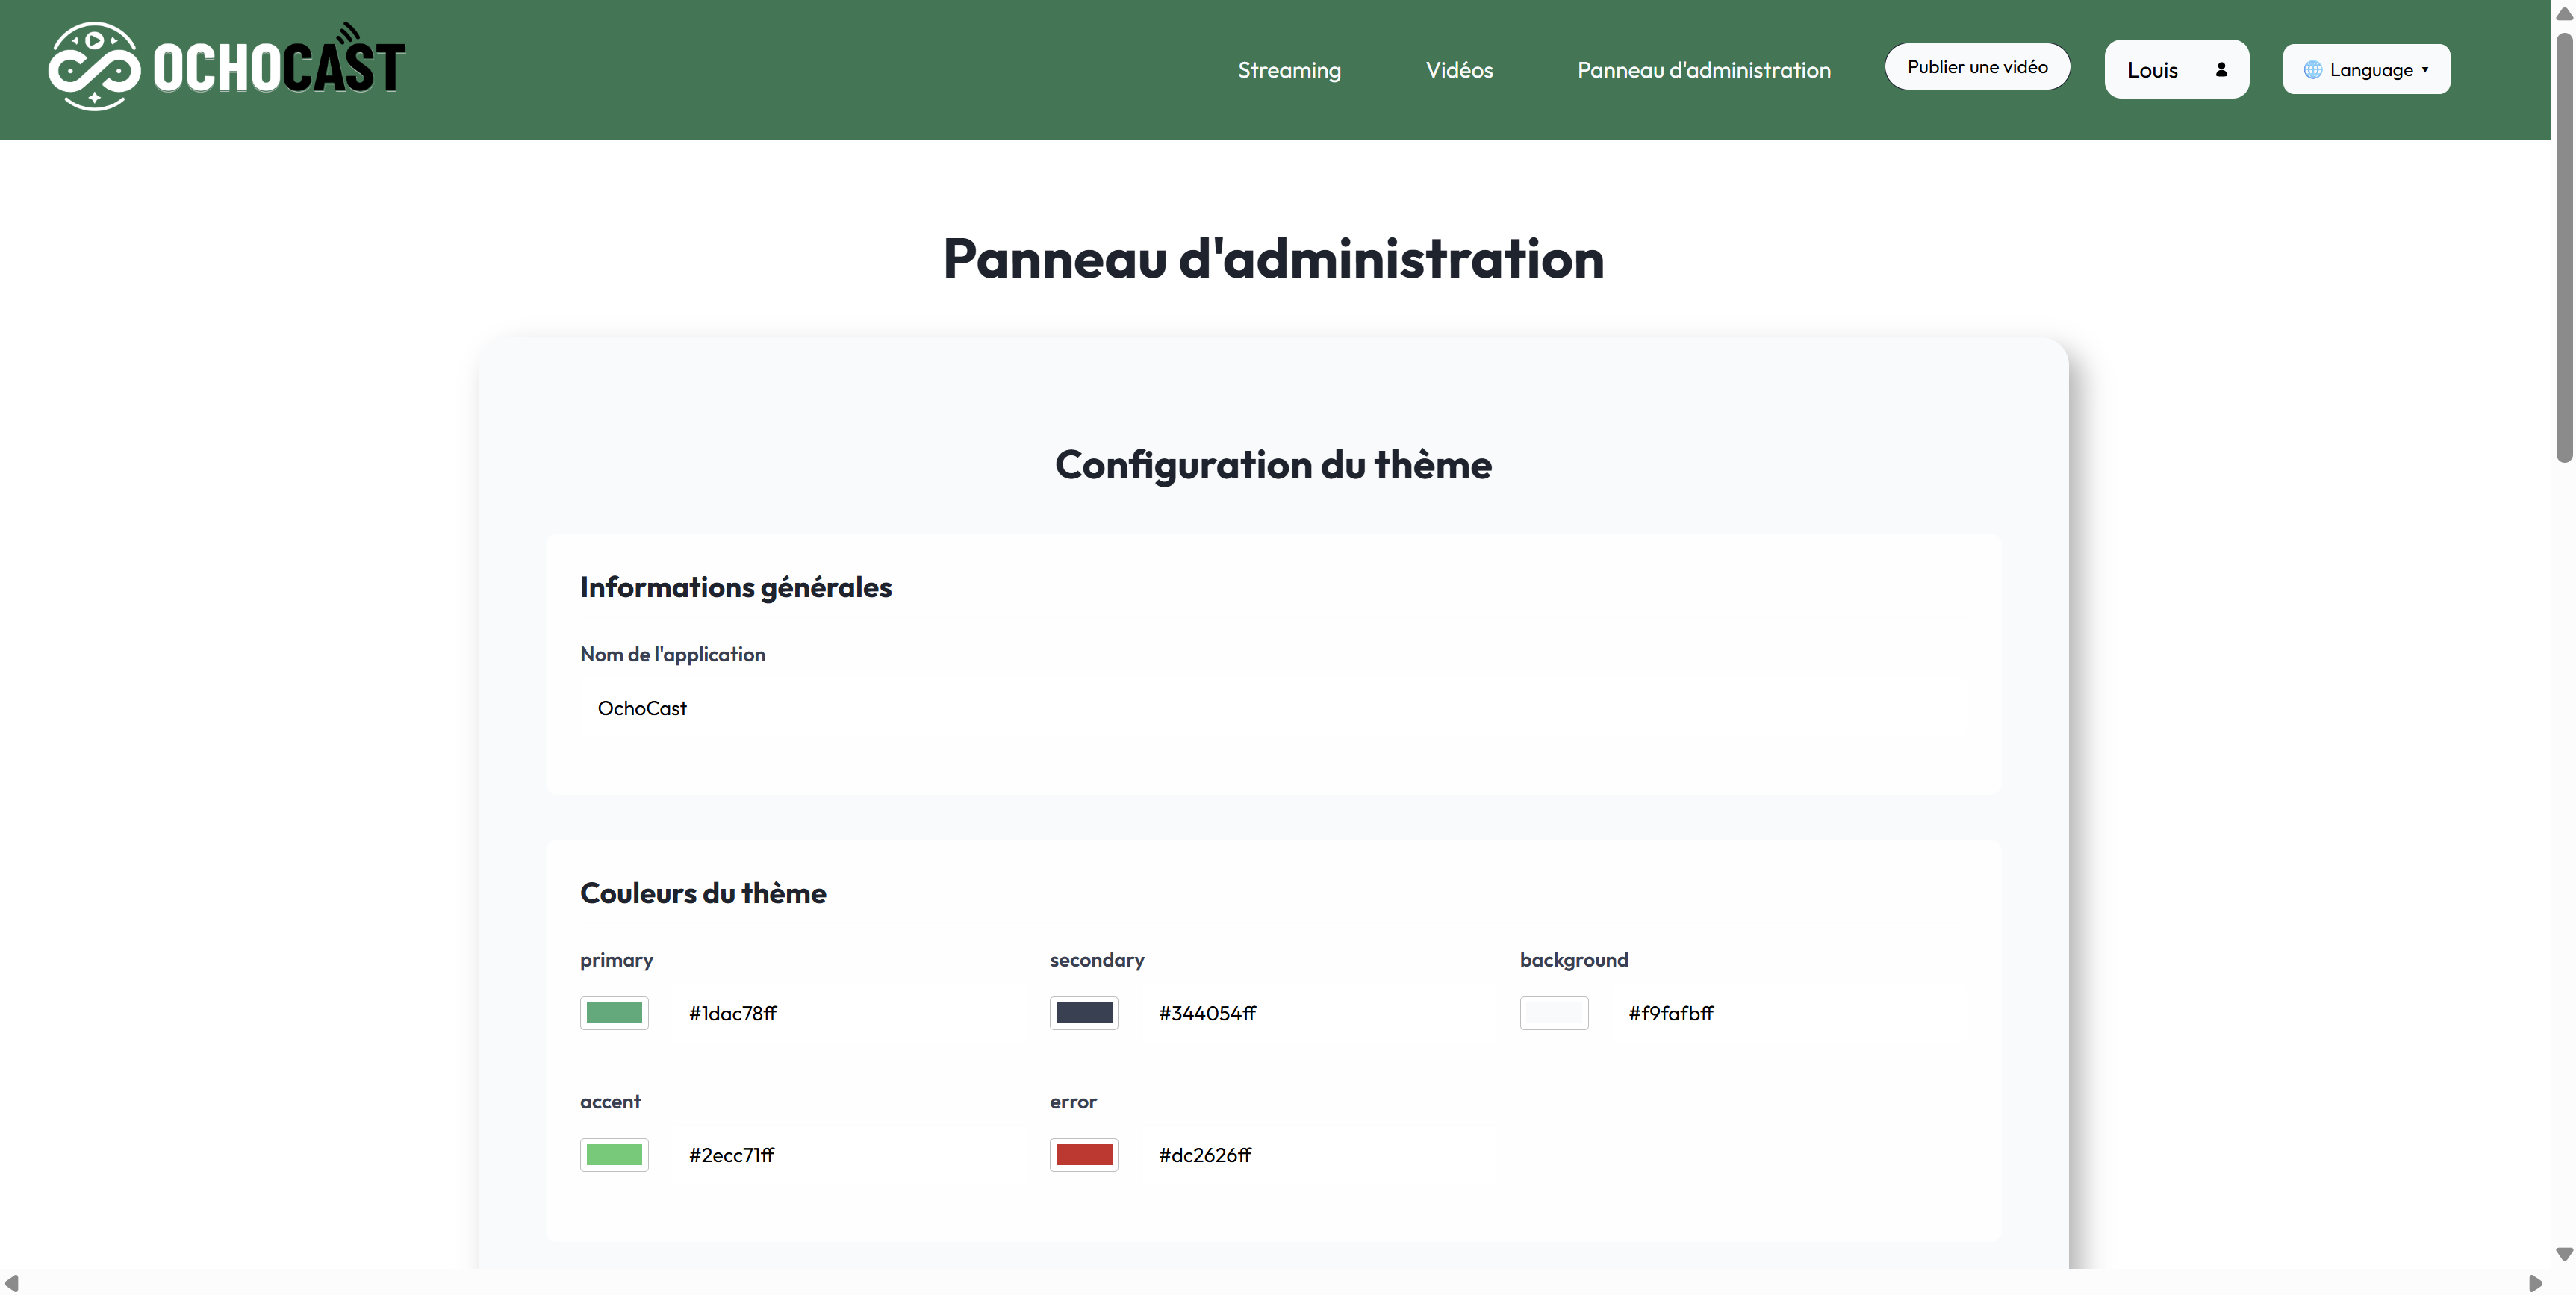 OCHOCAST
Streaming
Vidéos
Panneau d'administration
Publier une vidéo
Louis
Language
Panneau d'administration
Configuration du thème
Informations générales
Nom de l'application
OchoCast
Couleurs du thème
primary
secondary
background
#1dac78ff
#344054ff
#f9fafbff
accent
error
#2ecc71ff
#dc2626ff